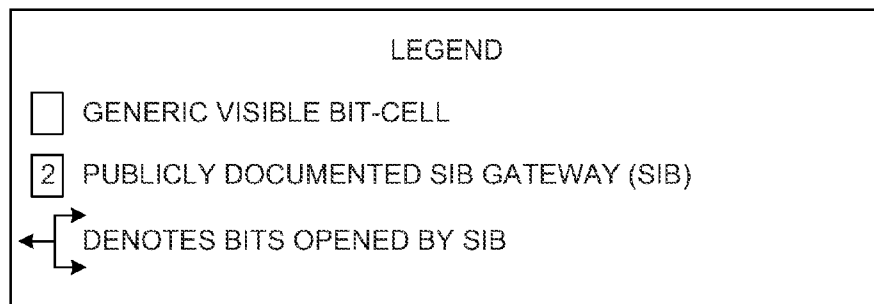 LEGEND
GENERIC VISIBLE BIT-CELL
2 PUBLICLY DOCUMENTED SIB GATEWAY (SIB)
DENOTES BITS OPENED BY SIB